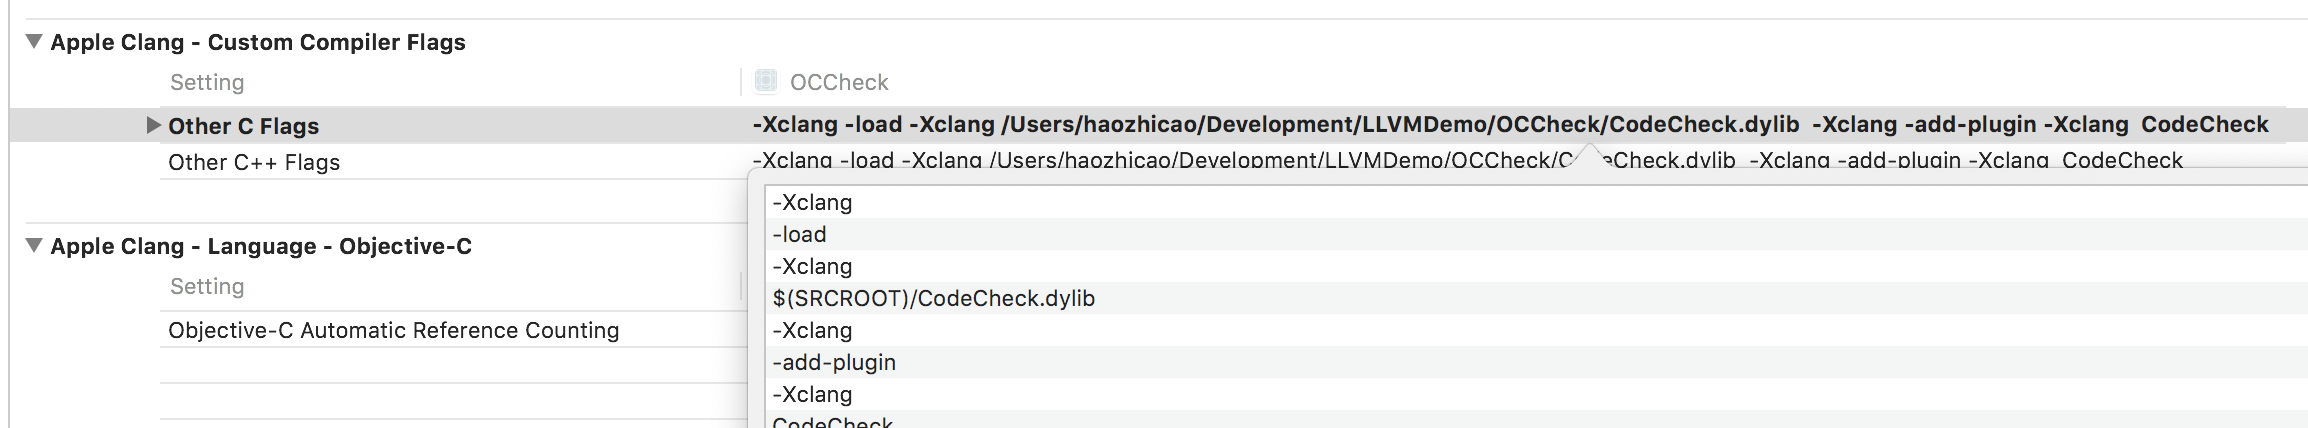 Apple Clang - Custom Compiler Flags
Setting OCCheck
Other C Flags -Xclang -load -Xclang /Users/haozhicao/Development/LLVMDemo/OCCheck/CodeCheck.dylib -Xclang -add-plugin -Xclang CodeCheck
Other C++ Flags -Xclang -load -Xclang /Users/haozhicao/Development/LLVMDemo/OCCheck/CodeCheck.dylib -Xclang -add-plugin -Xclang CodeCheck
-Xclang
-load
-Xclang
$(SRCROOT)/CodeCheck.dylib
-Xclang
-add-plugin
-Xclang
CodeCheck
Apple Clang - Language - Objective-C
Setting
Objective-C Automatic Reference Counting